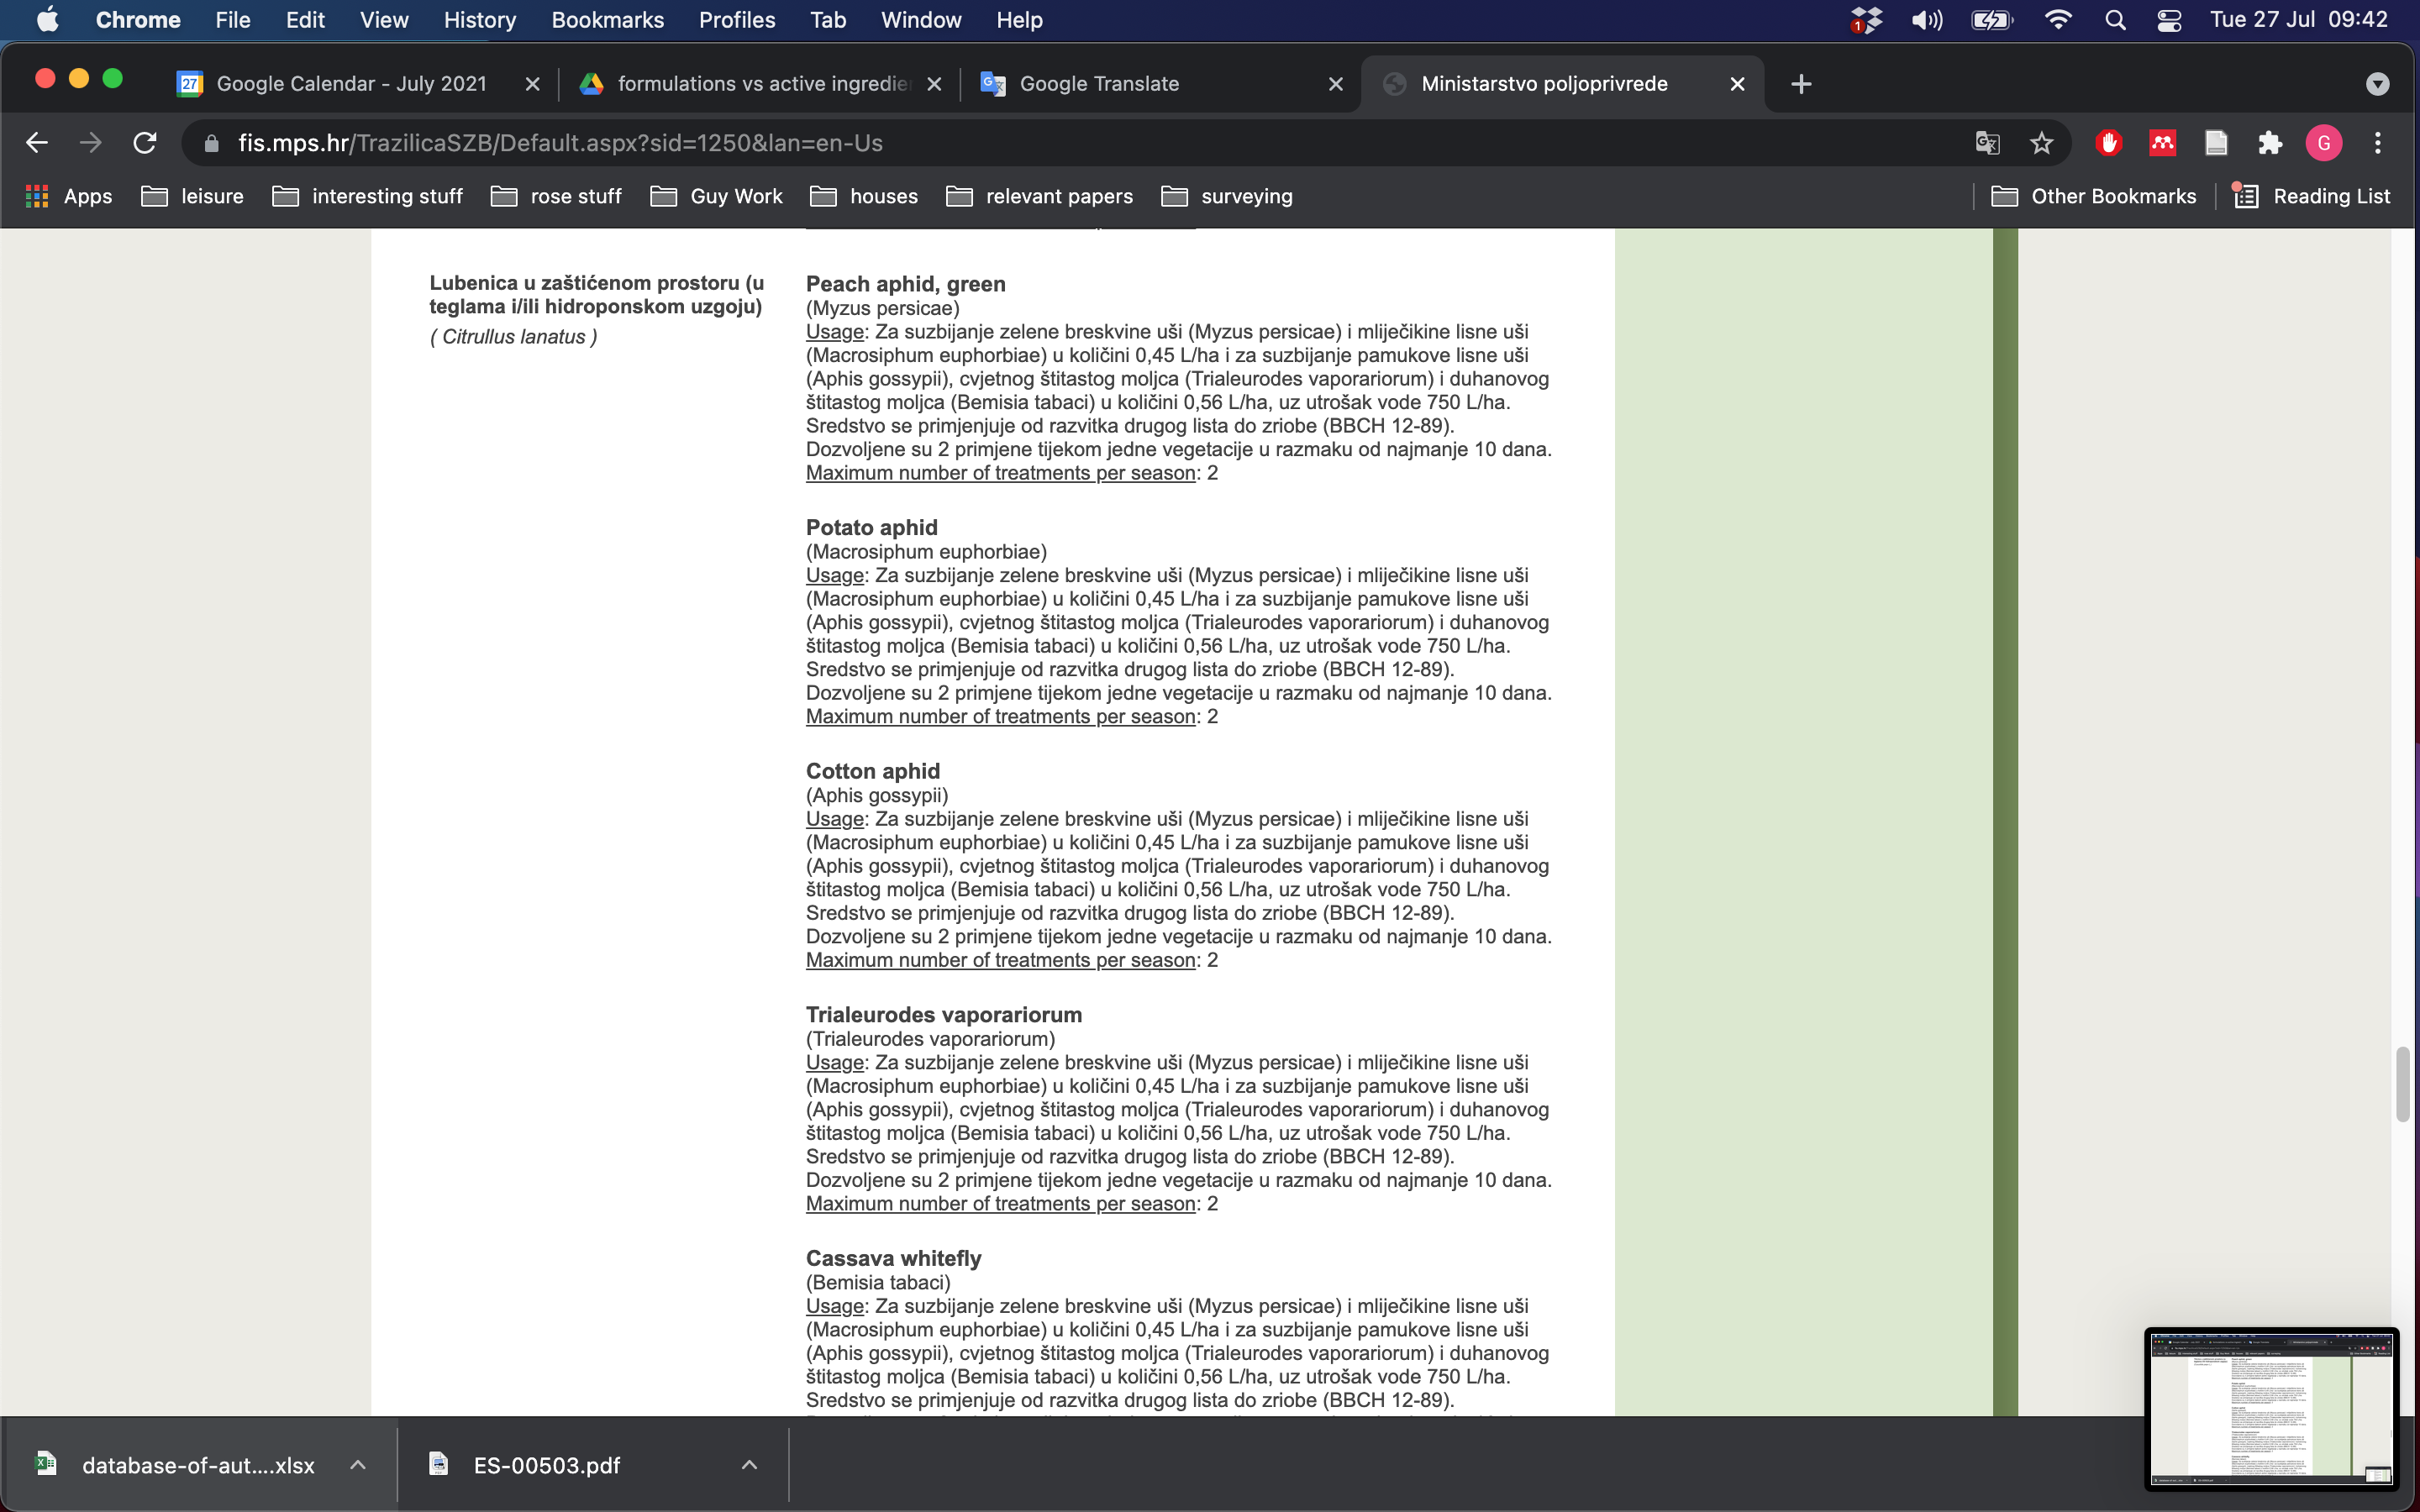 Chrome File Edit View History Bookmarks Profiles Tab Window Help 1 Tue 27 Jul 09:42
27 Google Calendar - July 2021 formulations vs active ingredie Google Translate Ministarstvo poljoprivrede
fis.mps.hr/TrazilicaSZB/Default.aspx?sid=1250&lan=en-Us G
Apps leisure interesting stuff rose stuff Guy Work houses relevant papers surveying Other Bookmarks Reading List
Lubenica u zaštićenom prostoru (u
teglama i/ili hidroponskom uzgoju)
( Citrullus lanatus )
Peach aphid, green
(Myzus persicae)
Usage: Za suzbijanje zelene breskvine uši (Myzus persicae) i mliječikine lisne uši
(Macrosiphum euphorbiae) u količini 0,45 L/ha i za suzbijanje pamukove lisne uši
(Aphis gossypii), cvjetnog štitastog moljca (Trialeurodes vaporariorum) i duhanovog
štitastog moljca (Bemisia tabaci) u količini 0,56 L/ha, uz utrošak vode 750 L/ha.
Sredstvo se primjenjuje od razvitka drugog lista do zriobe (BBCH 12-89).
Dozvoljene su 2 primjene tijekom jedne vegetacije u razmaku od najmanje 10 dana.
Maximum number of treatments per season: 2
Potato aphid
(Macrosiphum euphorbiae)
Usage: Za suzbijanje zelene breskvine uši (Myzus persicae) i mliječikine lisne uši
(Macrosiphum euphorbiae) u količini 0,45 L/ha i za suzbijanje pamukove lisne uši
(Aphis gossypii), cvjetnog štitastog moljca (Trialeurodes vaporariorum) i duhanovog
štitastog moljca (Bemisia tabaci) u količini 0,56 L/ha, uz utrošak vode 750 L/ha.
Sredstvo se primjenjuje od razvitka drugog lista do zriobe (BBCH 12-89).
Dozvoljene su 2 primjene tijekom jedne vegetacije u razmaku od najmanje 10 dana.
Maximum number of treatments per season: 2
Cotton aphid
(Aphis gossypii)
Usage: Za suzbijanje zelene breskvine uši (Myzus persicae) i mliječikine lisne uši
(Macrosiphum euphorbiae) u količini 0,45 L/ha i za suzbijanje pamukove lisne uši
(Aphis gossypii), cvjetnog štitastog moljca (Trialeurodes vaporariorum) i duhanovog
štitastog moljca (Bemisia tabaci) u količini 0,56 L/ha, uz utrošak vode 750 L/ha.
Sredstvo se primjenjuje od razvitka drugog lista do zriobe (BBCH 12-89).
Dozvoljene su 2 primjene tijekom jedne vegetacije u razmaku od najmanje 10 dana.
Maximum number of treatments per season: 2
Trialeurodes vaporariorum
(Trialeurodes vaporariorum)
Usage: Za suzbijanje zelene breskvine uši (Myzus persicae) i mliječikine lisne uši
(Macrosiphum euphorbiae) u količini 0,45 L/ha i za suzbijanje pamukove lisne uši
(Aphis gossypii), cvjetnog štitastog moljca (Trialeurodes vaporariorum) i duhanovog
štitastog moljca (Bemisia tabaci) u količini 0,56 L/ha, uz utrošak vode 750 L/ha.
Sredstvo se primjenjuje od razvitka drugog lista do zriobe (BBCH 12-89).
Dozvoljene su 2 primjene tijekom jedne vegetacije u razmaku od najmanje 10 dana.
Maximum number of treatments per season: 2
Cassava whitefly
(Bemisia tabaci)
Usage: Za suzbijanje zelene breskvine uši (Myzus persicae) i mliječikine lisne uši
(Macrosiphum euphorbiae) u količini 0,45 L/ha i za suzbijanje pamukove lisne uši
(Aphis gossypii), cvjetnog štitastog moljca (Trialeurodes vaporariorum) i duhanovog
štitastog moljca (Bemisia tabaci) u količini 0,56 L/ha, uz utrošak vode 750 L/ha.
Sredstvo se primjenjuje od razvitka drugog lista do zriobe (BBCH 12-89).
database-of-aut....xlsx ES-00503.pdf